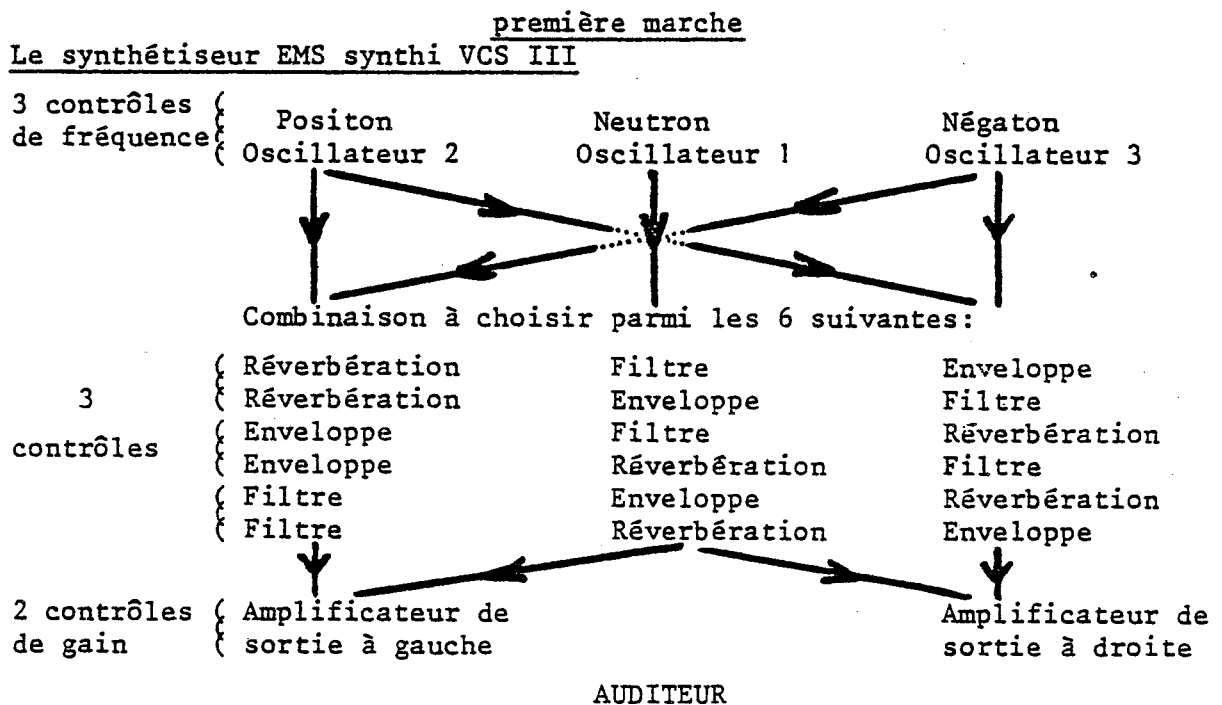 première marche
Le synthétiseur EMS synthi VCS III
3 contrôles
de fréquence
Positon Neutron Négaton
Oscillateur 2 Oscillateur 1 Oscillateur 3
Combinaison à choisir parmi les 6 suivantes:
3
contrôles
Réverbération Filtre Enveloppe
Réverbération Enveloppe Filtre
Enveloppe Filtre Réverbération
Enveloppe Réverbération Filtre
Filtre Enveloppe Réverbération
Filtre Réverbération Enveloppe
2 contrôles
de gain
Amplificateur de
sortie à gauche
Amplificateur de
sortie à droite
AUDITEUR